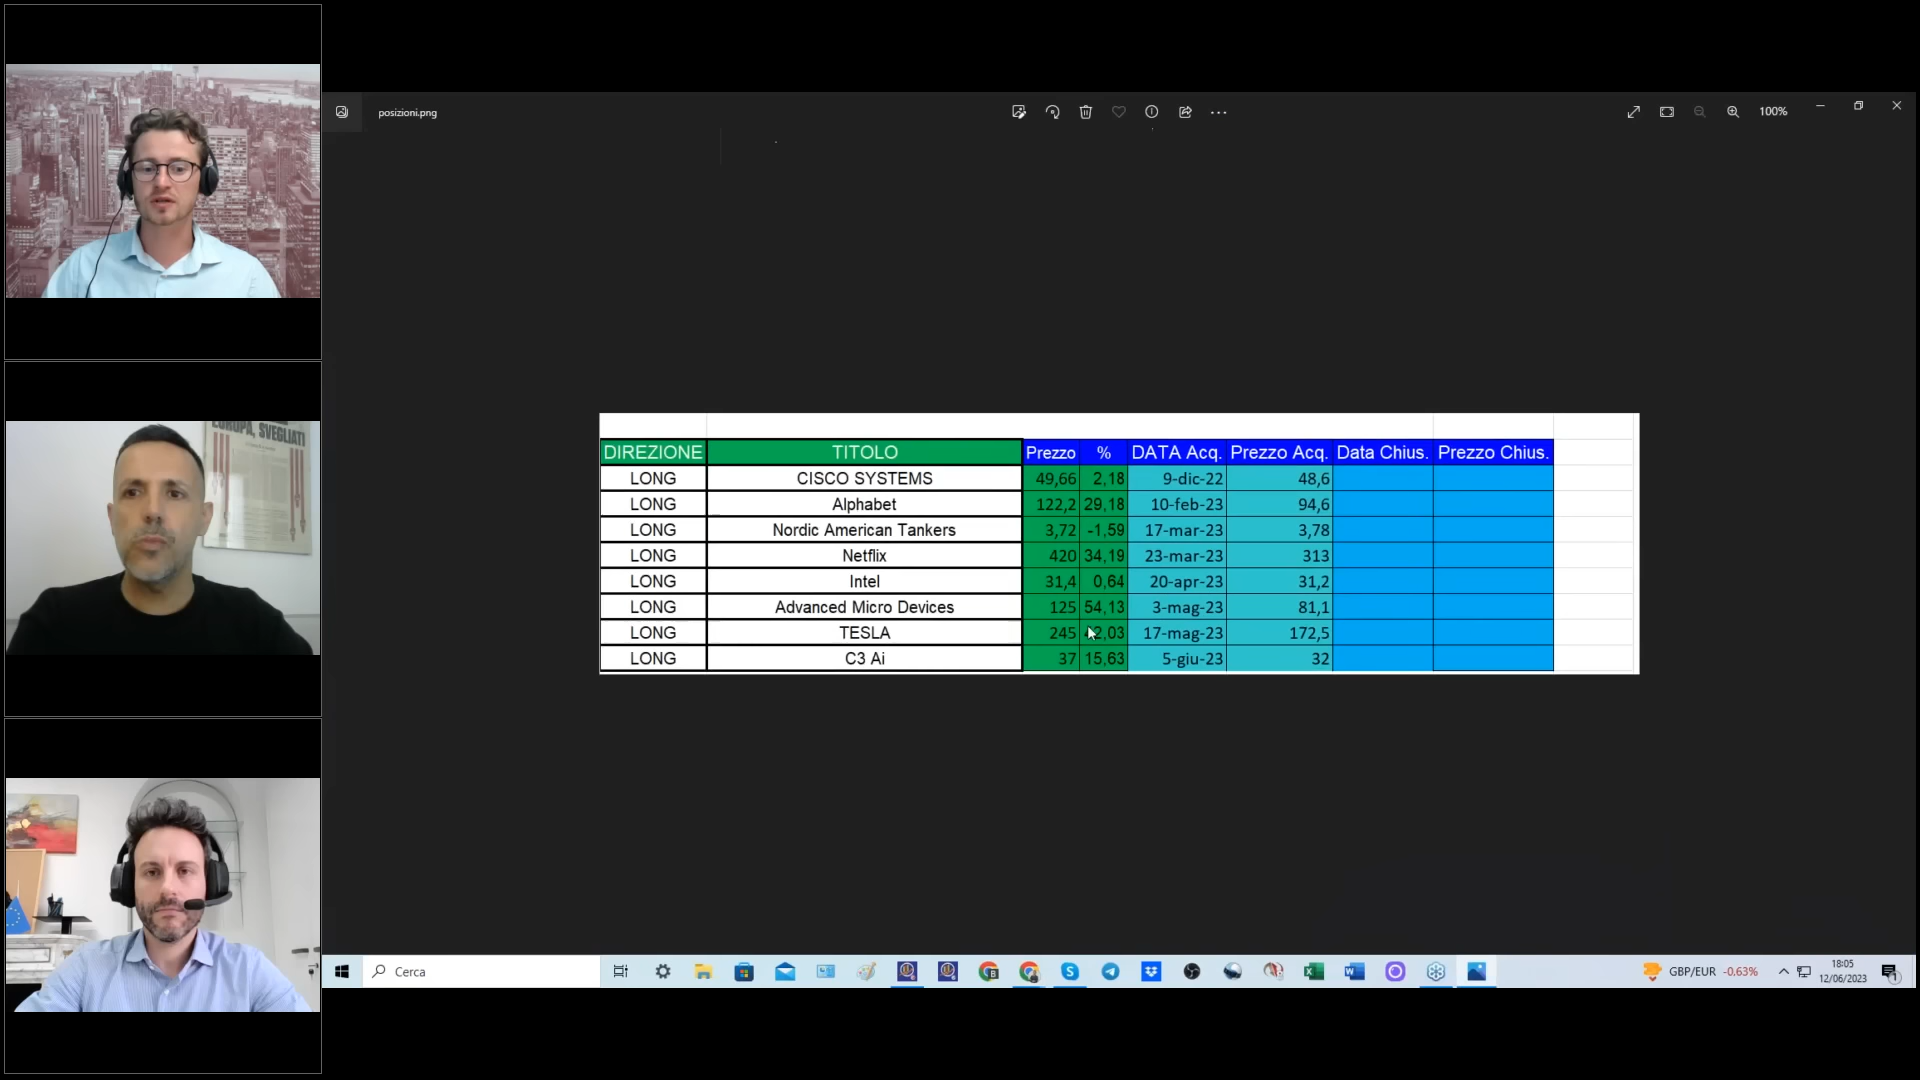 posizioni.png
100%
EUROPA, SVEGLIATI
DIREZIONE TITOLO Prezzo % DATA Acq. Prezzo Acq. Data Chius. Prezzo Chius.
LONG CISCO SYSTEMS 49,66 2,18 9-dic-22 48,6
LONG Alphabet 122,2 29,18 10-feb-23 94,6
LONG Nordic American Tankers 3,72 -1,59 17-mar-23 3,78
LONG Netflix 420 34,19 23-mar-23 313
LONG Intel 31,4 0,64 20-apr-23 31,2
LONG Advanced Micro Devices 125 54,13 3-mag-23 81,1
LONG TESLA 245 2,03 17-mag-23 172,5
LONG C3 Ai 37 15,63 5-giu-23 32
Cerca
GBP/EUR -0,63%
18:05
12/06/2023